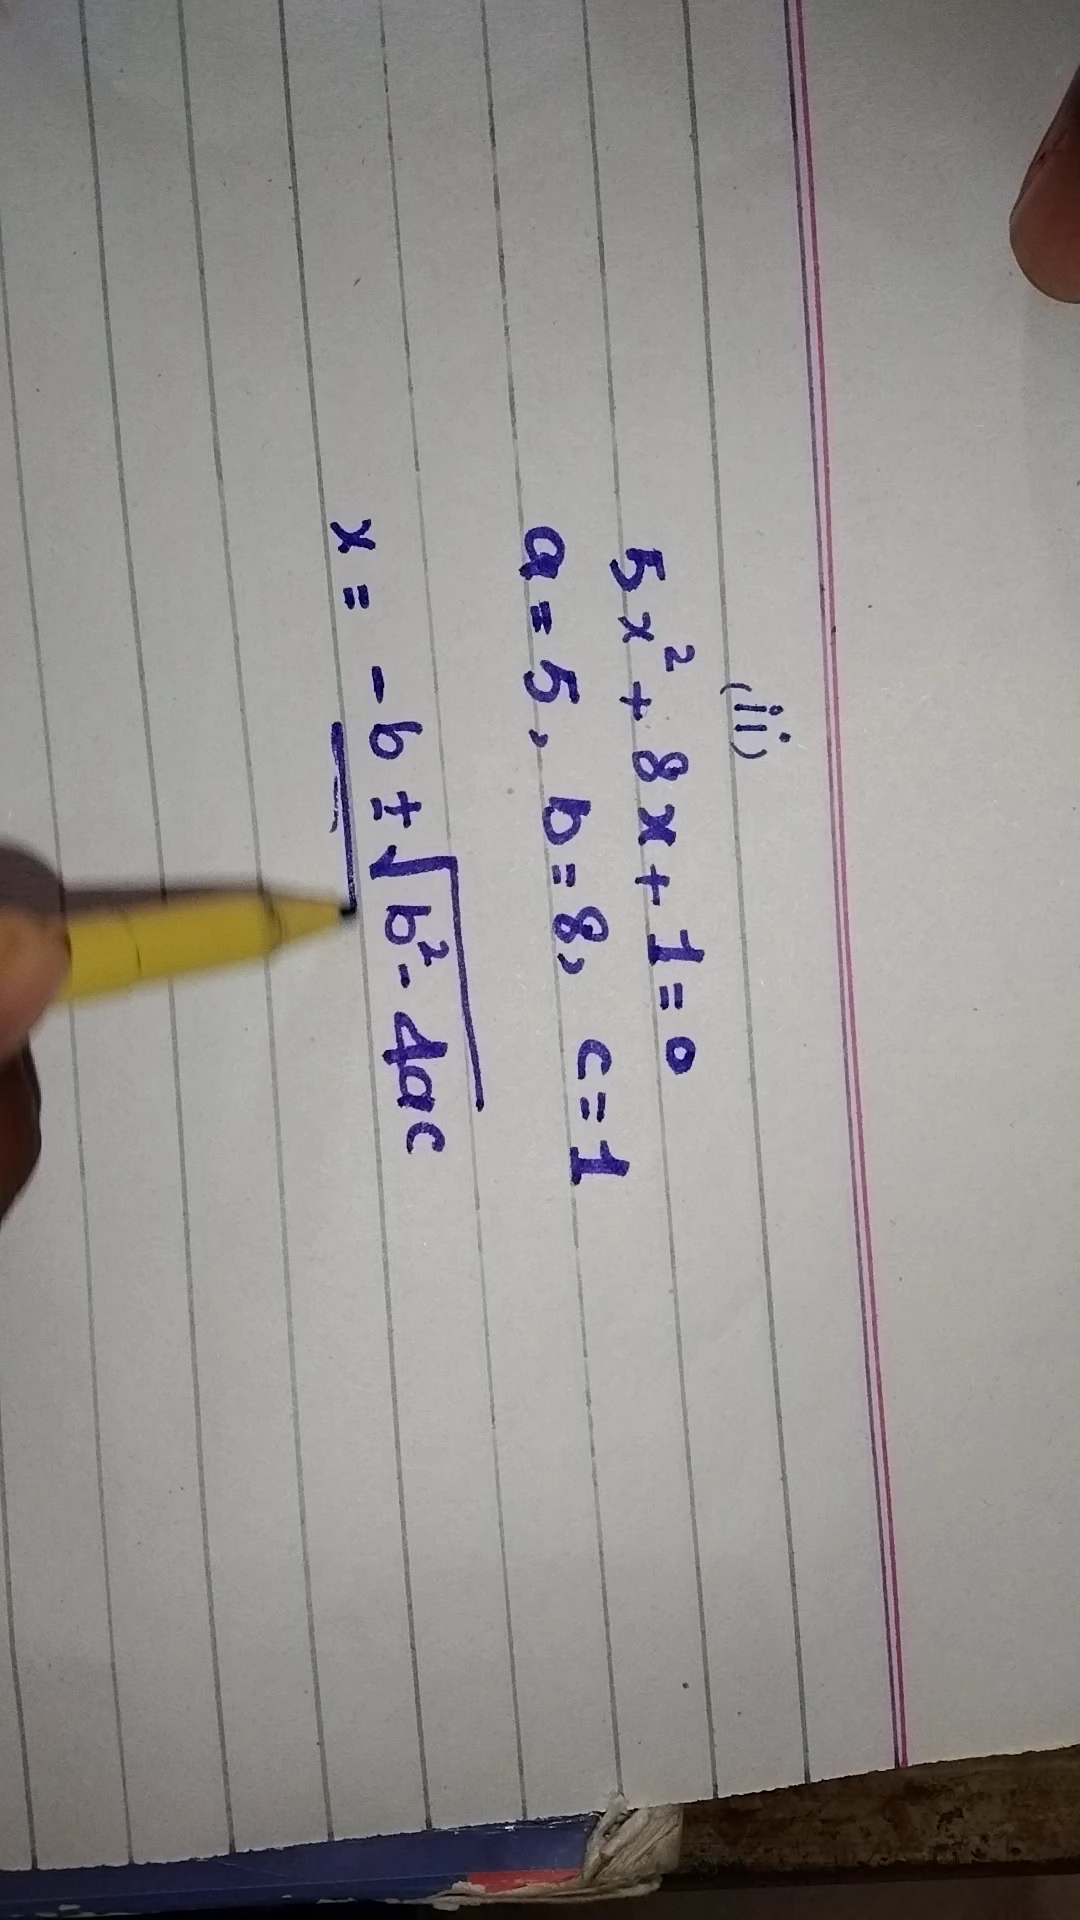 (ii)
5x² + 8x + 1 = 0
a = 5, b = 8, c = 1
x = -b ± √b² - 4ac